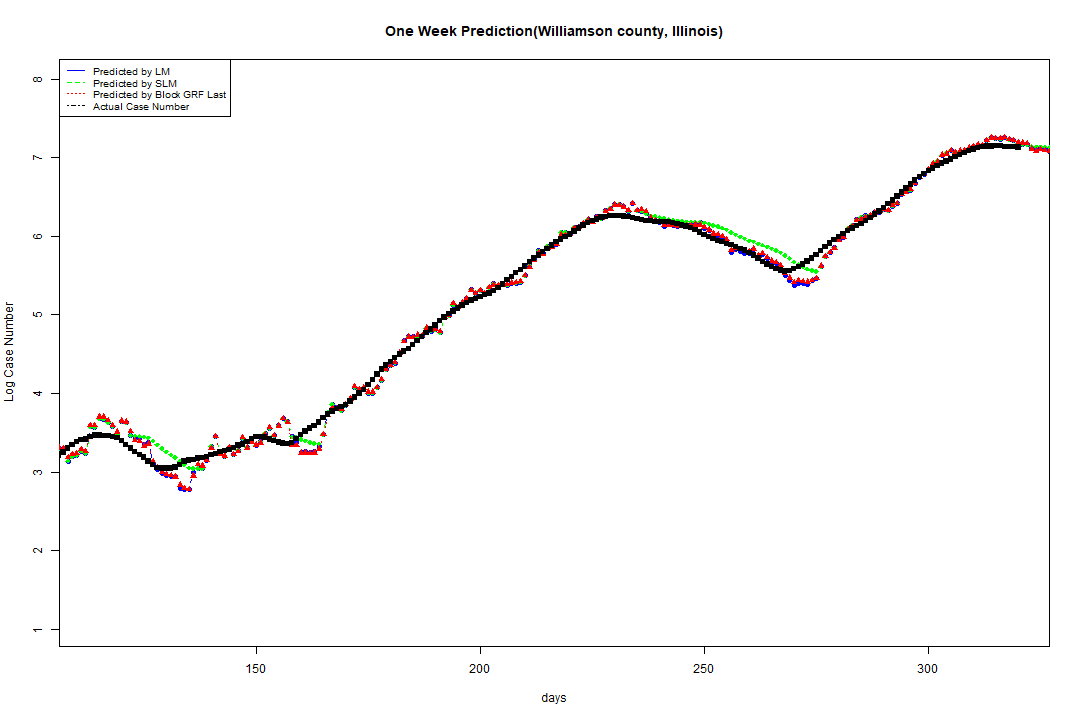 One Week Prediction(Williamson county, Illinois)
Predicted by LM
Predicted by SLM
Predicted by Block GRF Last
Actual Case Number
8
7
6
5
4
3
2
1
Log Case Number
150 200 250 300
days